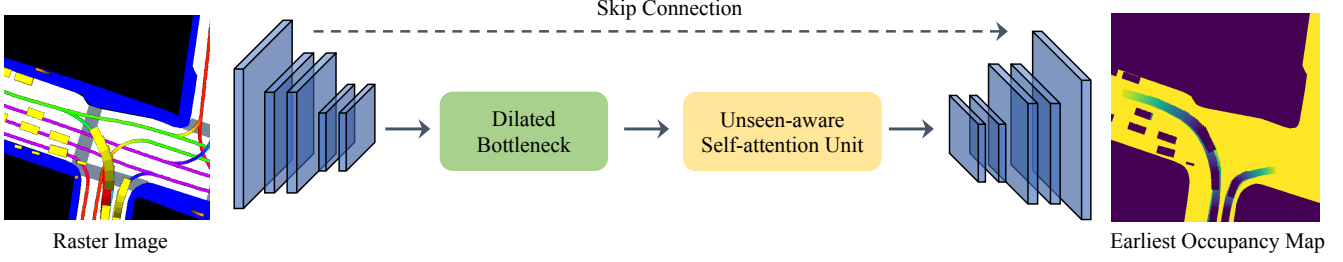 Skip Connection
Dilated
Bottleneck
Unseen-aware
Self-attention Unit
Raster Image
Earliest Occupancy Map